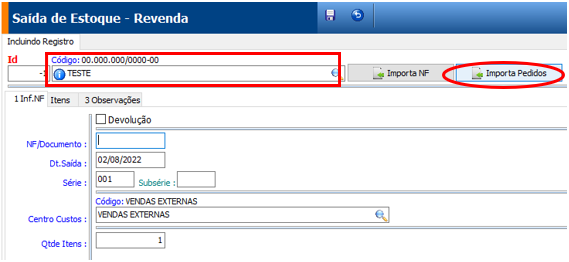 Saída de Estoque - Revenda
Incluindo Registro
Id
Código: 00.000.000/0000-00
-1 TESTE
Importa NF
Importa Pedidos
1 Inf.NF Itens 3 Observações
Devolução
NF/Documento :
Dt.Saída : 02/08/2022
Série : 001 Subsérie :
Código: VENDAS EXTERNAS
Centro Custos : VENDAS EXTERNAS
Qtde Itens : 1